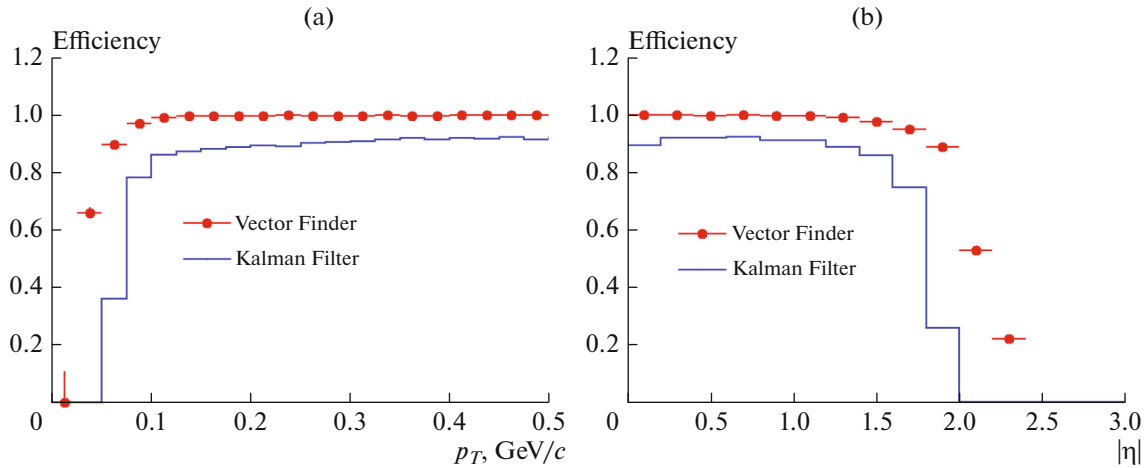 (a)
Efficiency
1.2
1.0
0.8
0.6
0.4
0.2
0
Vector Finder
Kalman Filter
0.1 0.2 0.3 0.4 0.5
p_T, GeV/c
(b)
Efficiency
1.2
1.0
0.8
0.6
0.4
0.2
0
Vector Finder
Kalman Filter
0.5 1.0 1.5 2.0 3.0
|η|